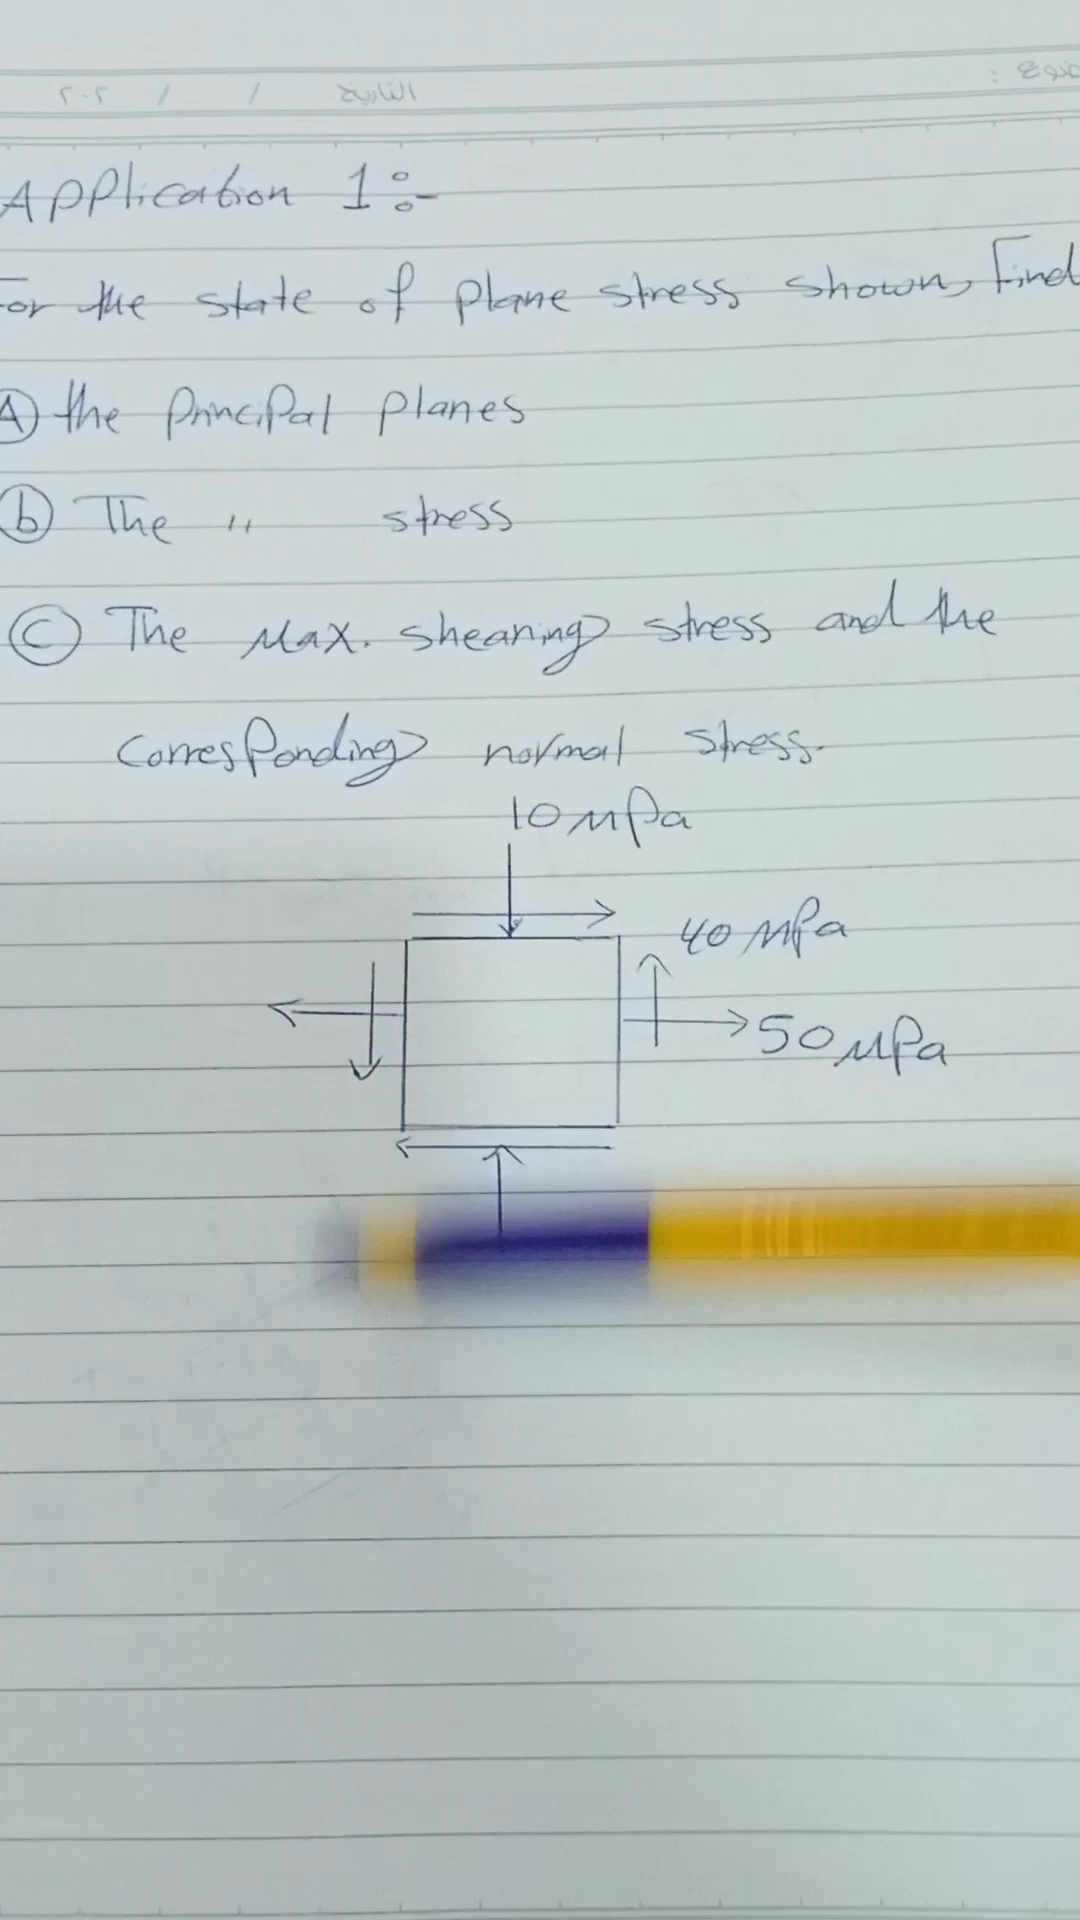 التاريخ / / ٢٠٢
Application 1:-
For the state of plane stress shown, Find
Ⓐ the principal planes
ⓑ The " stress
Ⓒ The Max. shearing stress and the
corresponding normal stress.
10 MPa
40 MPa
50 MPa